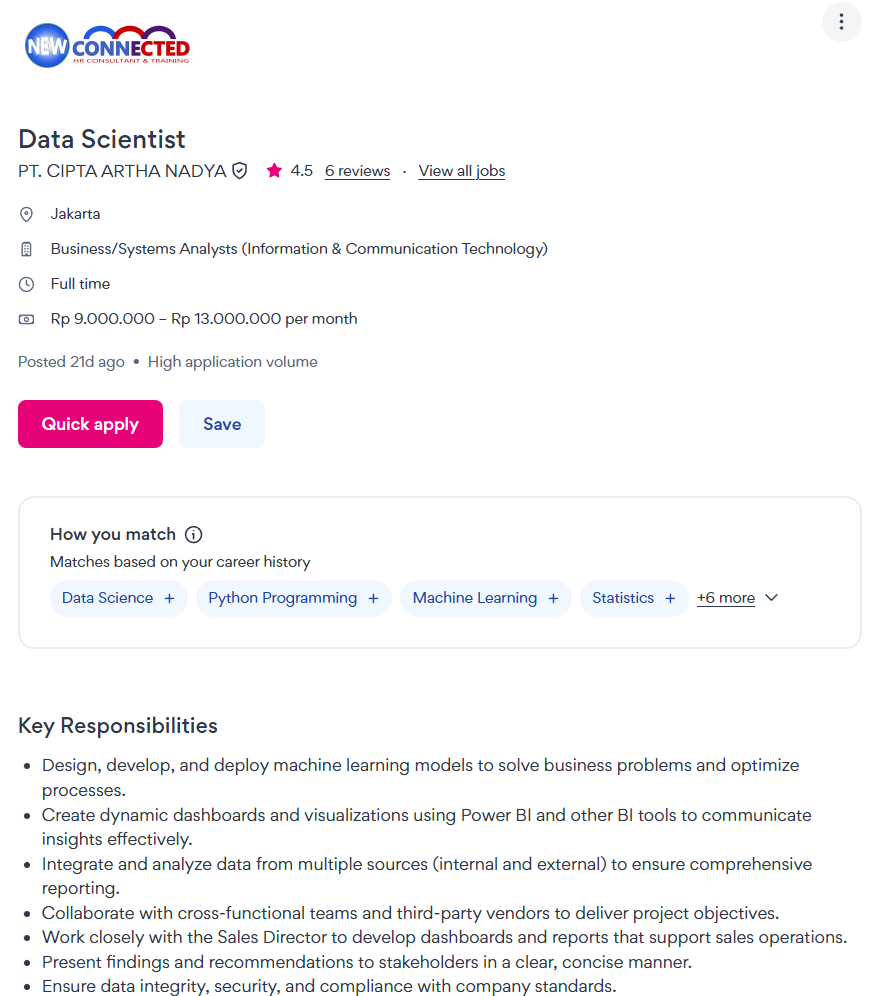 NEW CONNECTED
HR CONSULTANT & TRAINING
Data Scientist
PT. CIPTA ARTHA NADYA 4.5 6 reviews · View all jobs
Jakarta
Business/Systems Analysts (Information & Communication Technology)
Full time
Rp 9.000.000 – Rp 13.000.000 per month
Posted 21d ago • High application volume
Quick apply Save
How you match
Matches based on your career history
Data Science + Python Programming + Machine Learning + Statistics + +6 more
Key Responsibilities
• Design, develop, and deploy machine learning models to solve business problems and optimize
processes.
• Create dynamic dashboards and visualizations using Power BI and other BI tools to communicate
insights effectively.
• Integrate and analyze data from multiple sources (internal and external) to ensure comprehensive
reporting.
• Collaborate with cross-functional teams and third-party vendors to deliver project objectives.
• Work closely with the Sales Director to develop dashboards and reports that support sales operations.
• Present findings and recommendations to stakeholders in a clear, concise manner.
• Ensure data integrity, security, and compliance with company standards.